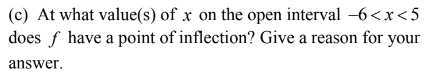 (c) At what value(s) of x on the open interval −6 < x < 5
does f have a point of inflection? Give a reason for your
answer.